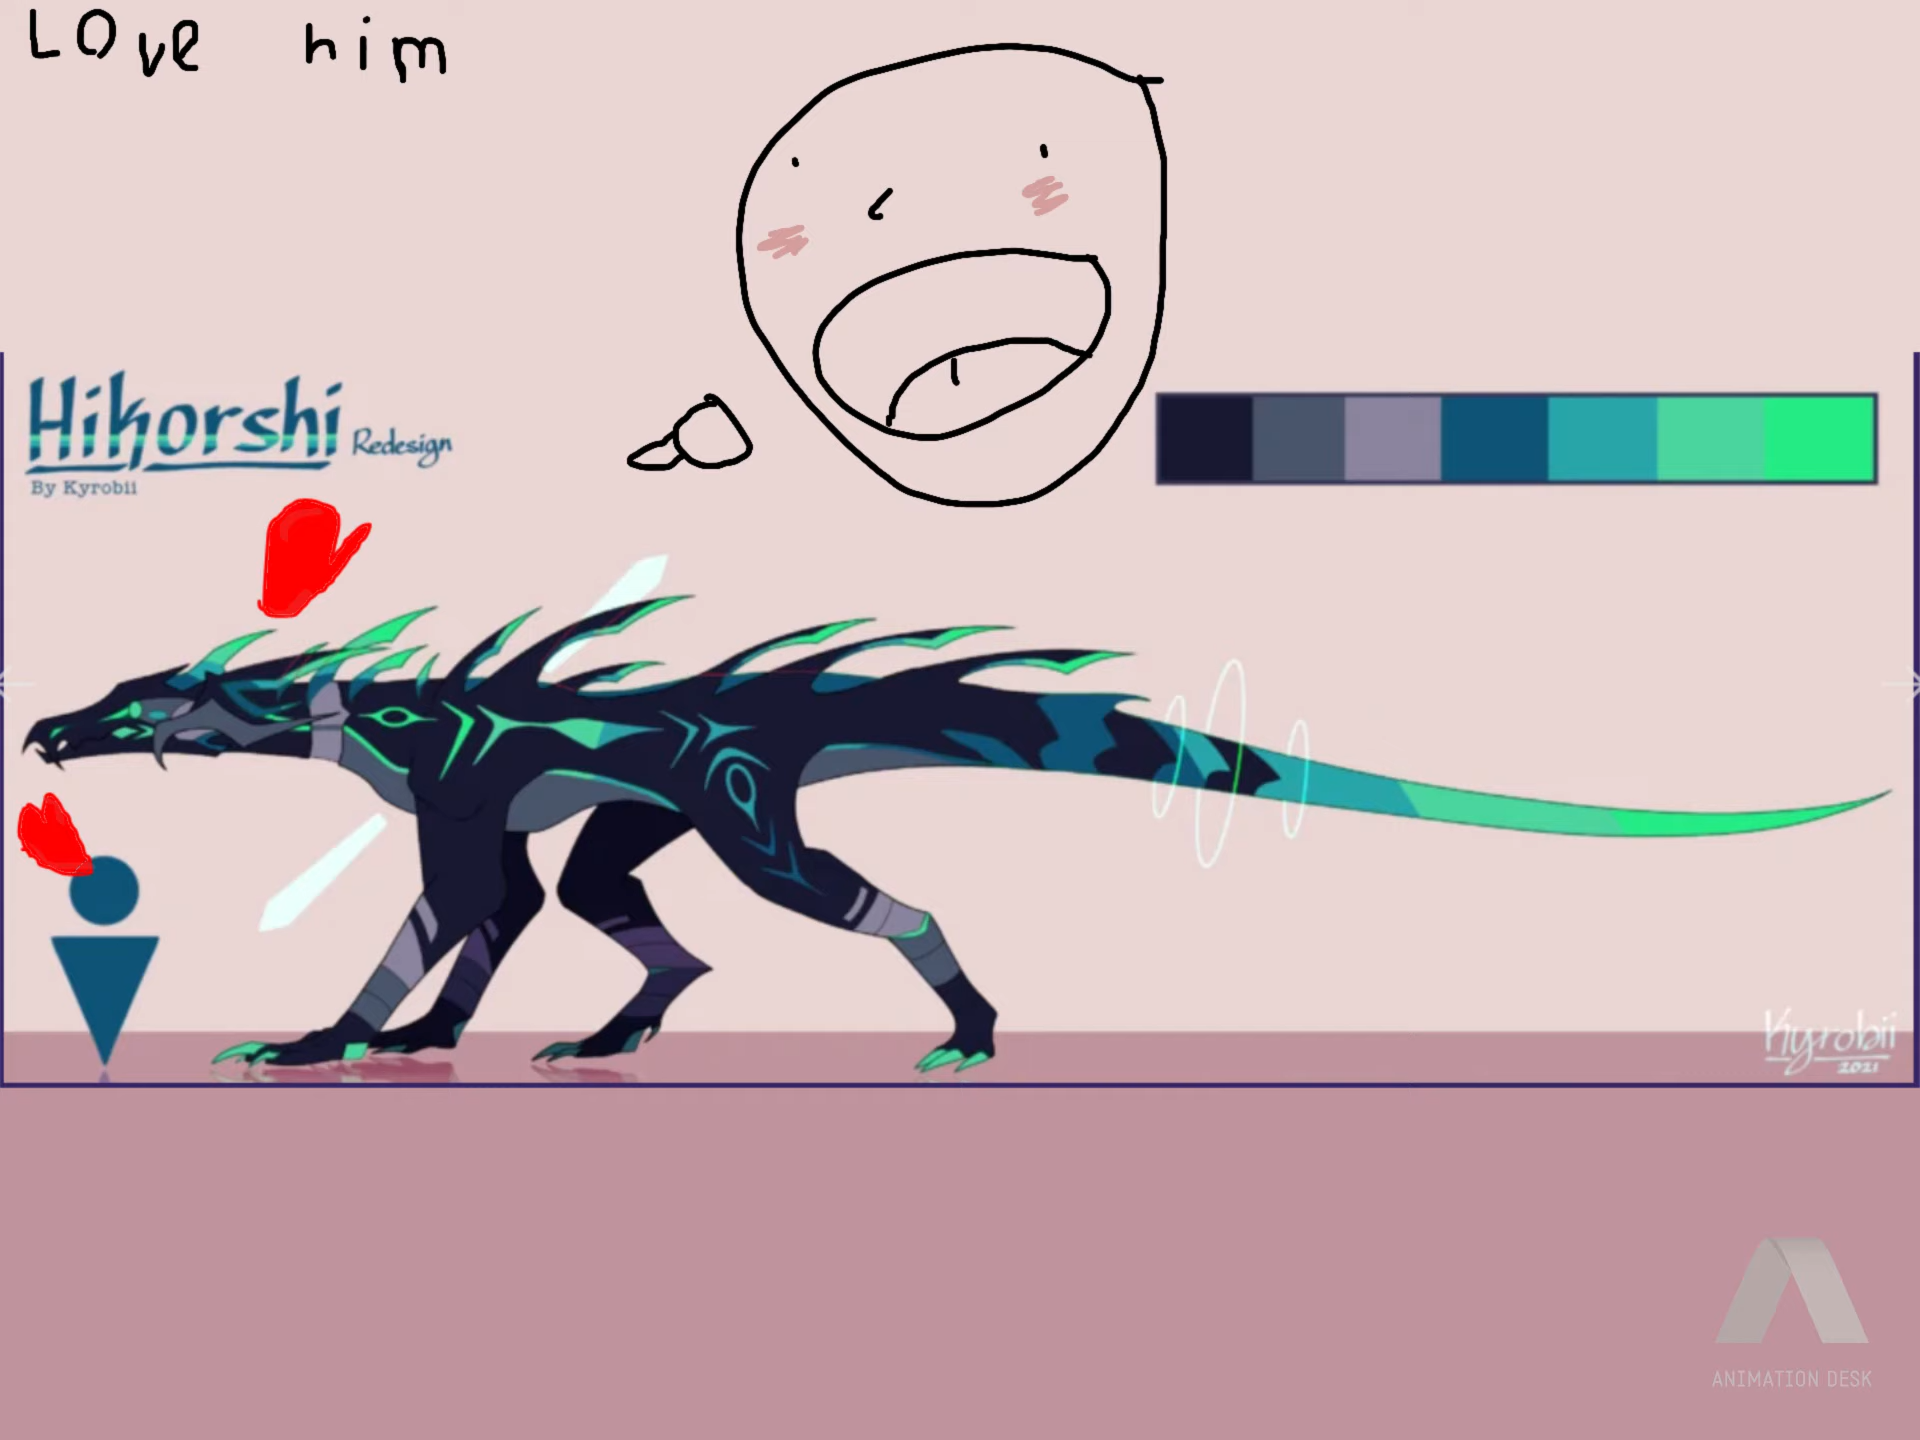 LOve him
Hikorshi Redesign
By Kyrobii
Kyrobii
2021
ANIMATION DESK